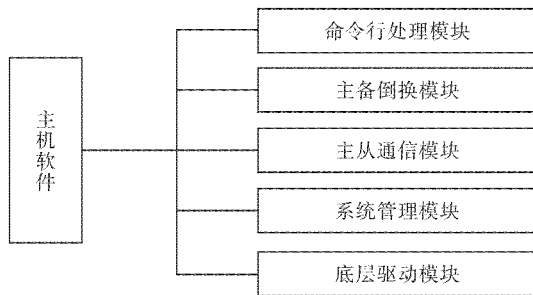 主机软件
命令行处理模块
主备倒换模块
主从通信模块
系统管理模块
底层驱动模块